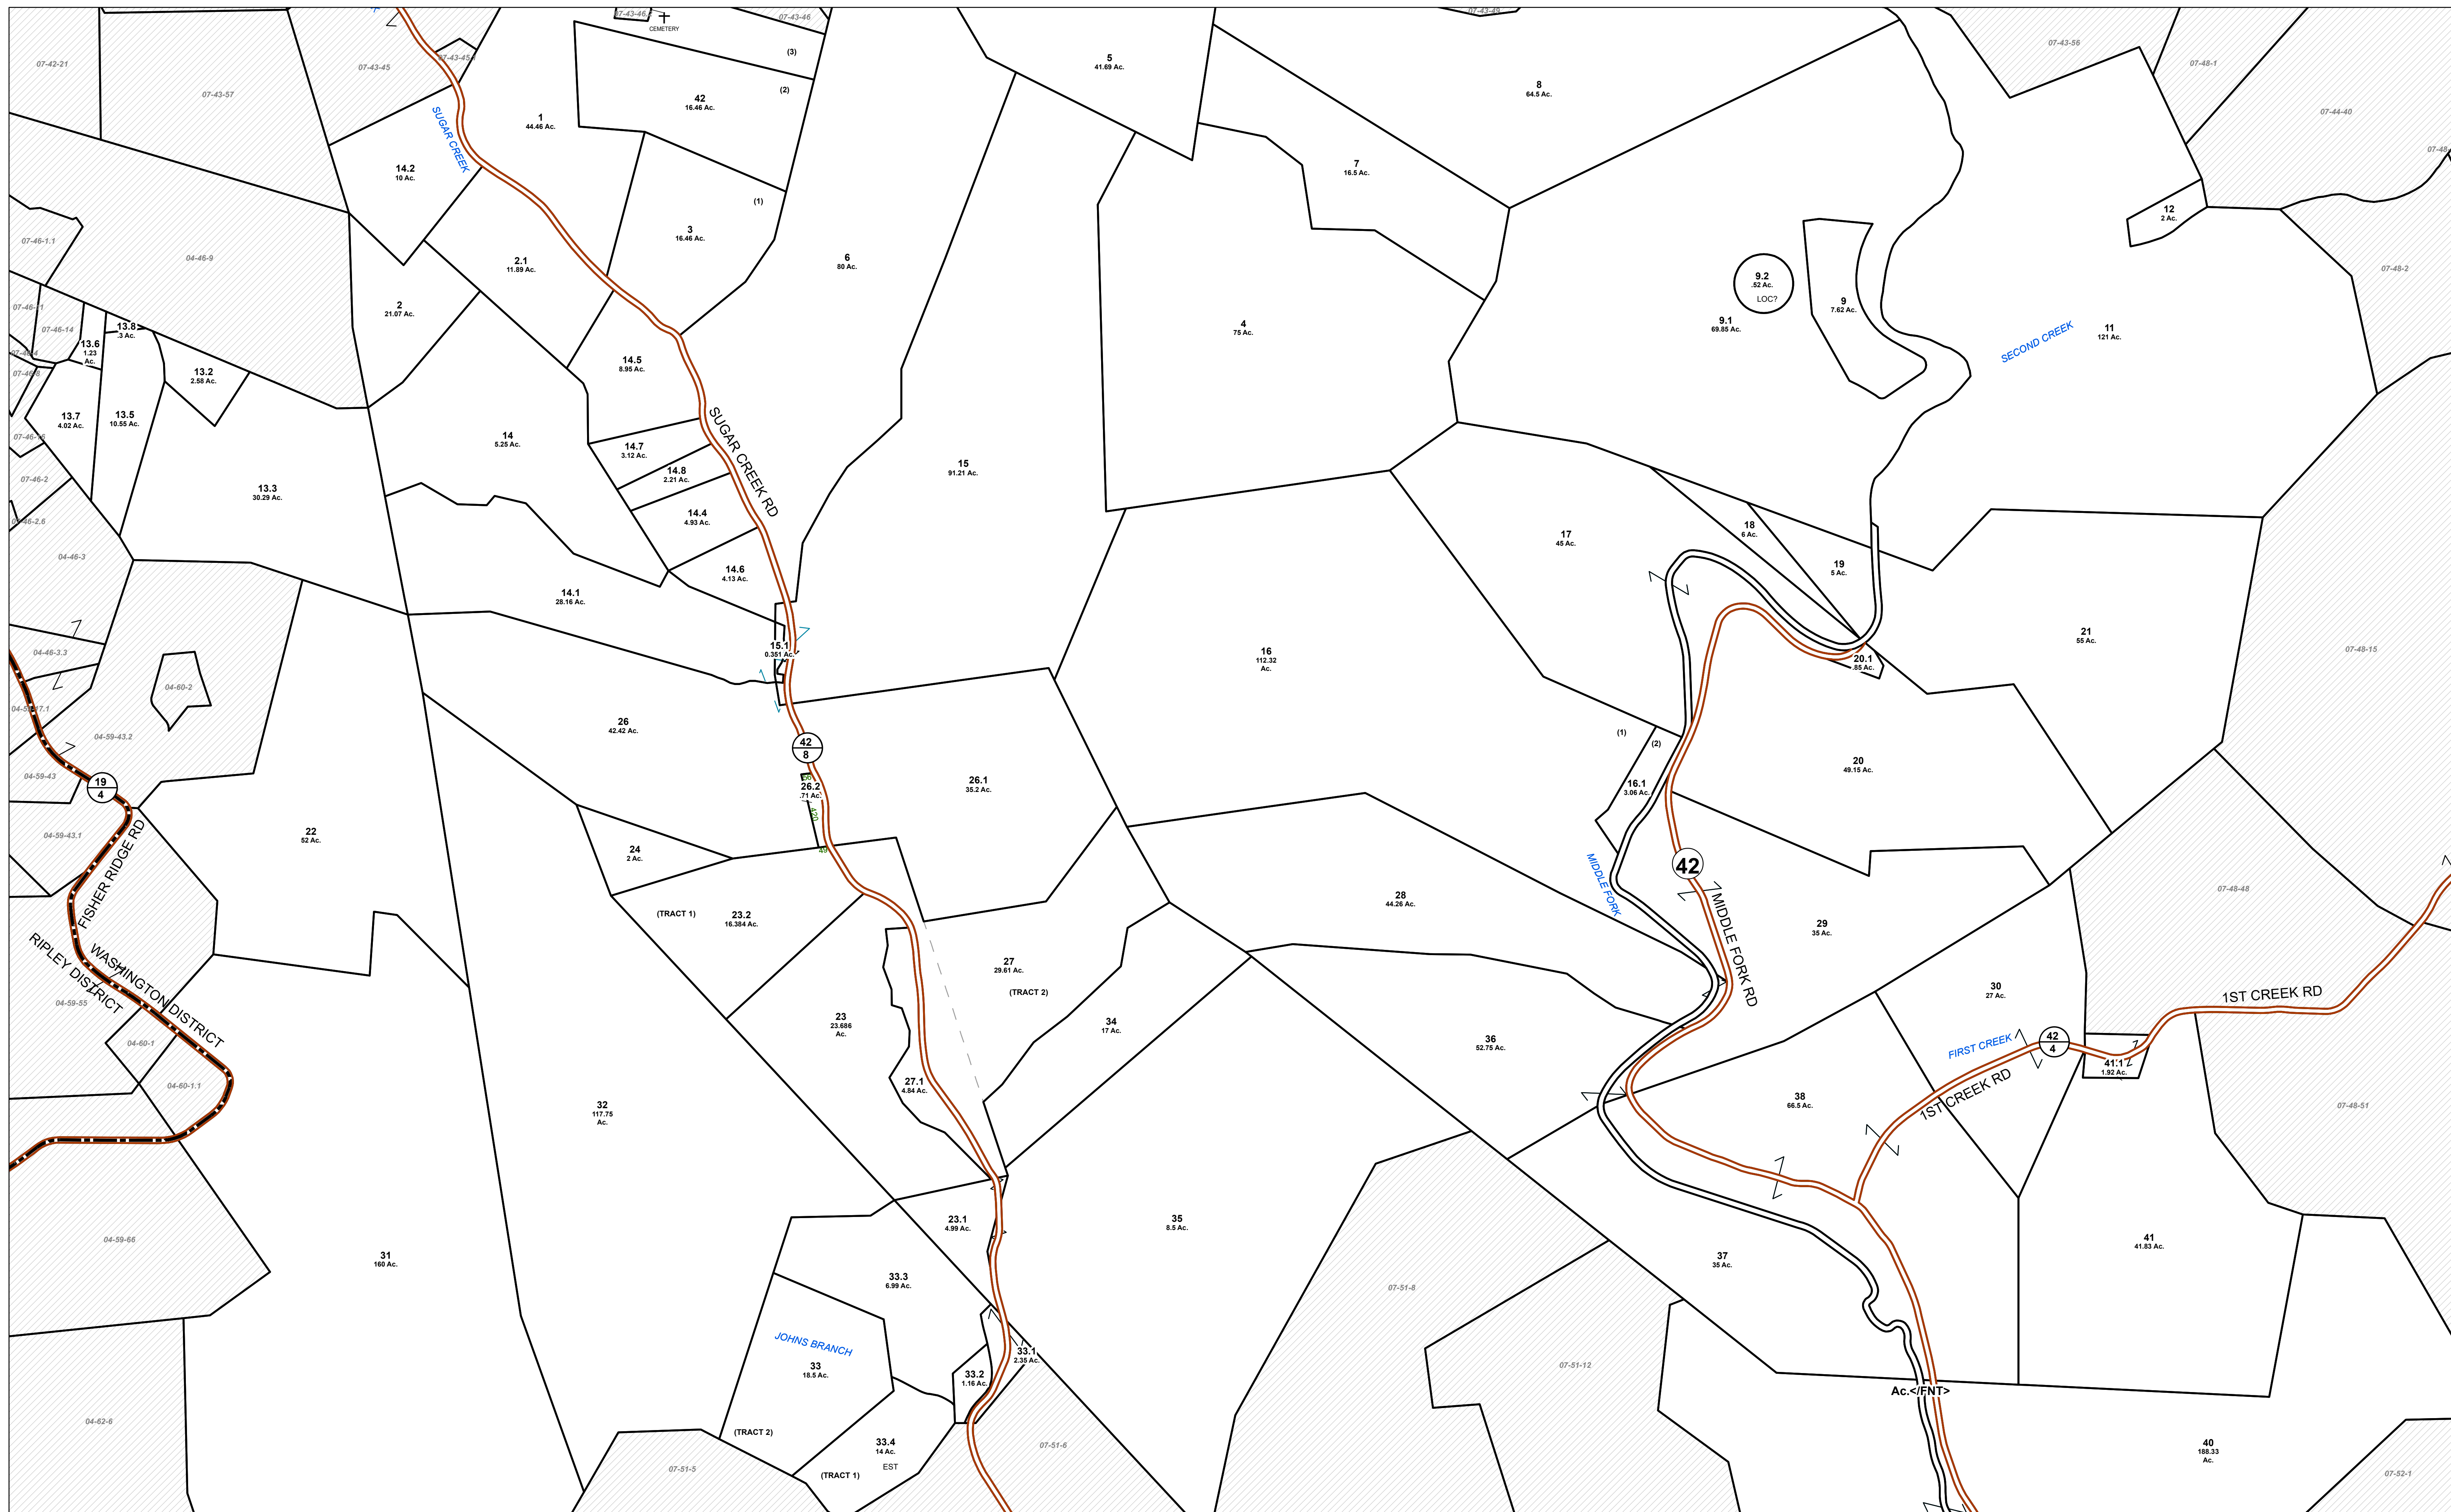 07-43-46
CEMETERY
07-43-49
07-42-21
07-43-57
07-43-45
(3)
5
41.69 Ac.
07-43-56
07-48-1
8
64.5 Ac.
42
16.46 Ac.
(2)
07-44-40
1
44.46 Ac.
SUGAR CREEK
14.2
10 Ac.
7
16.5 Ac.
(1)
3
16.46 Ac.
12
2 Ac.
07-46-1.1
04-46-9
2.1
11.89 Ac.
6
80 Ac.
07-48-2
9.2
.52 Ac.
LOC?
9
7.62 Ac.
2
21.07 Ac.
07-46-14
13.8
.3 Ac.
13.6
1.23
Ac.
4
75 Ac.
9.1
69.85 Ac.
SECOND CREEK
11
121 Ac.
14.5
8.95 Ac.
13.2
2.58 Ac.
13.7
4.02 Ac.
13.5
10.55 Ac.
14
5.25 Ac.
SUGAR CREEK RD
14.7
3.12 Ac.
14.8
2.21 Ac.
15
91.21 Ac.
07-46-2
13.3
30.29 Ac.
14.4
4.93 Ac.
18
6 Ac.
17
45 Ac.
04-46-3
14.6
4.13 Ac.
19
5 Ac.
14.1
28.16 Ac.
04-46-3.3
15.1
0.351 Ac.
16
112.32
Ac.
21
55 Ac.
07-48-15
20.1
.85 Ac.
04-60-2
04-59-43.2
26
42.42 Ac.
42
8
(1)
(2)
20
49.15 Ac.
04-59-43
19
4
26.2
.71 Ac.
420
26.1
35.2 Ac.
16.1
3.06 Ac.
04-59-43.1
22
52 Ac.
24
2 Ac.
49
42
FISHER RIDGE RD
MIDDLE FORK
07-48-48
28
44.26 Ac.
(TRACT 1)
23.2
16.384 Ac.
29
35 Ac.
MIDDLE FORK RD
WASHINGTON DISTRICT
RIPLEY DISTRICT
27
29.61 Ac.
(TRACT 2)
30
27 Ac.
1ST CREEK RD
04-59-55
23
23.686
Ac.
34
17 Ac.
36
52.75 Ac.
FIRST CREEK
42
4
04-60-1
41.1
1.92 Ac.
04-60-1.1
27.1
4.84 Ac.
1ST CREEK RD
38
66.5 Ac.
07-48-51
32
117.75
Ac.
23.1
4.99 Ac.
35
8.5 Ac.
04-59-66
31
160 Ac.
41
41.83 Ac.
37
35 Ac.
33.3
6.99 Ac.
07-51-8
JOHNS BRANCH
33
18.5 Ac.
33.1
2.35 Ac.
33.2
1.16 Ac.
07-51-12
Ac.</FNT>
04-62-6
(TRACT 2)
33.4
14 Ac.
EST
07-51-6
40
188.33
Ac.
07-51-5
(TRACT 1)
07-52-1